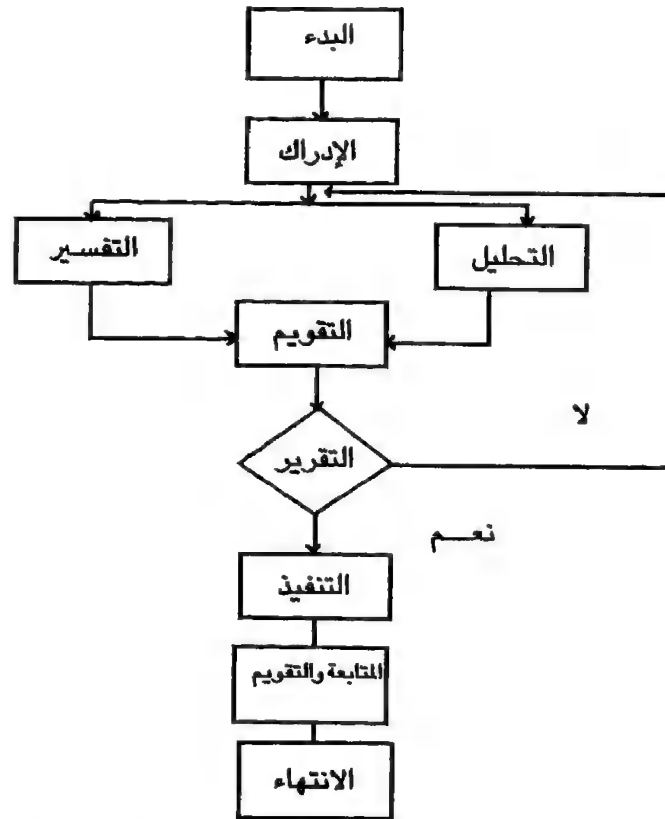 البدء
الإدراك
التحليل
التفسير
التقويم
لا
التقرير
نعم
التنفيذ
المتابعة والتقويم
الانتهاء